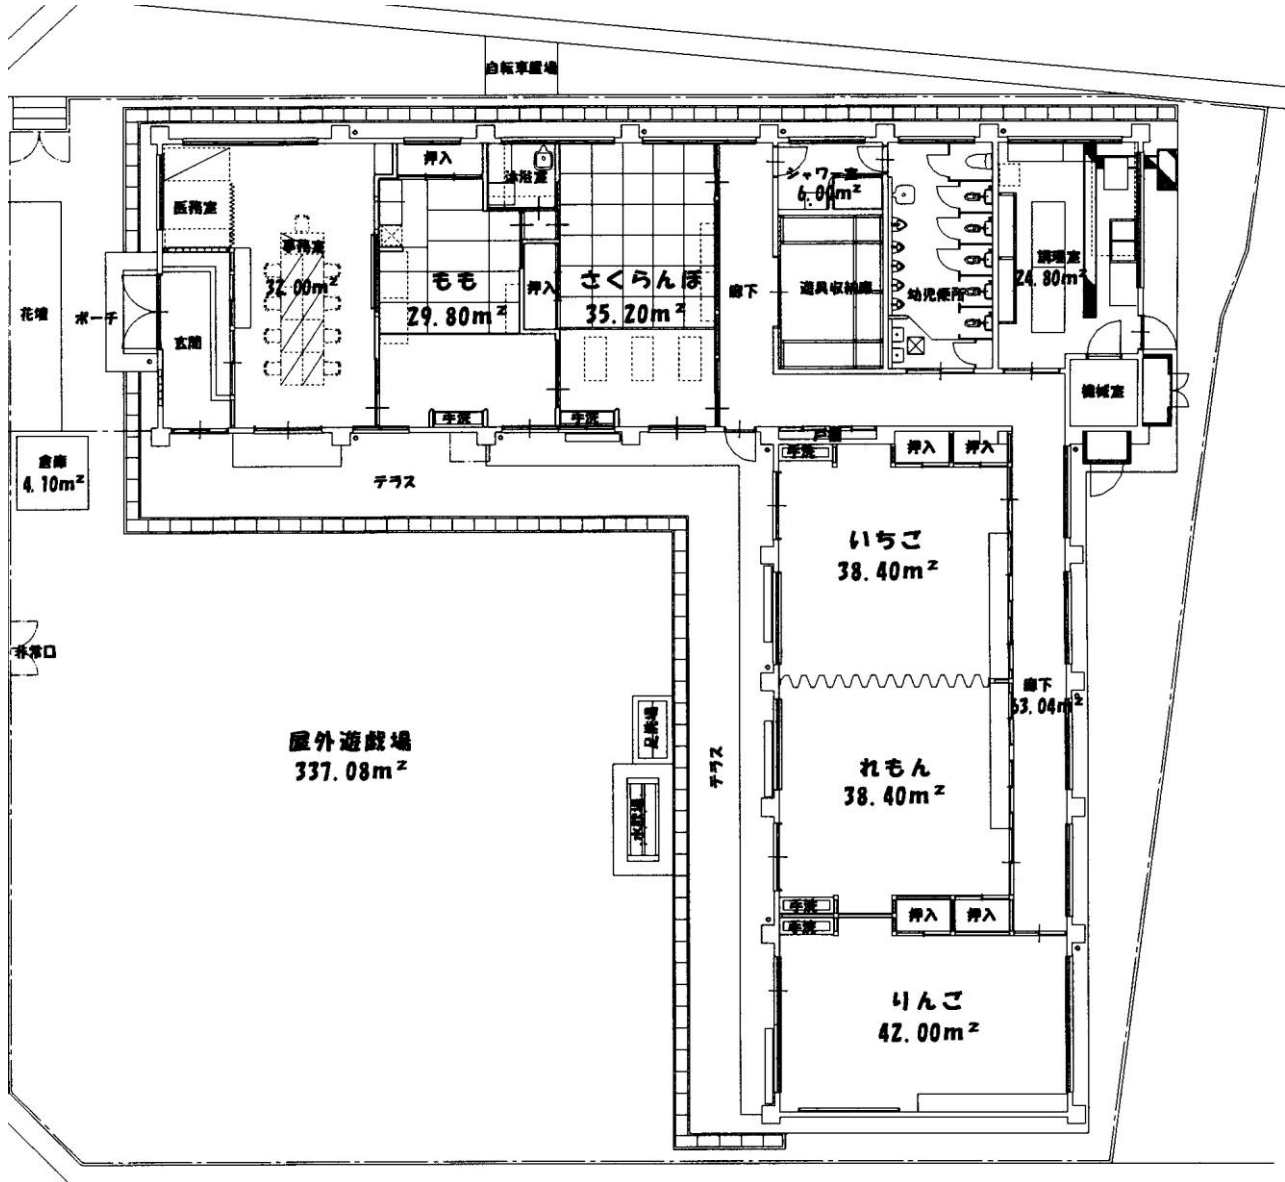 自転車置場
押入
沐浴室
シャワー室
6.00m²
医務室
事務室
32.00m²
もも
29.80m²
押入
さくらんぼ
35.20m²
廊下
遊具収納庫
幼児便所
調理室
24.80m²
花壇
ポーチ
玄関
機械室
手洗
手洗
戸棚
手洗
押入
押入
倉庫
4.10m²
テラス
いちご
38.40m²
非常口
廊下
63.04m²
屋外遊戯場
337.08m²
足洗場
テラス
れもん
38.40m²
水飲場
手洗
手洗
押入
押入
りんご
42.00m²